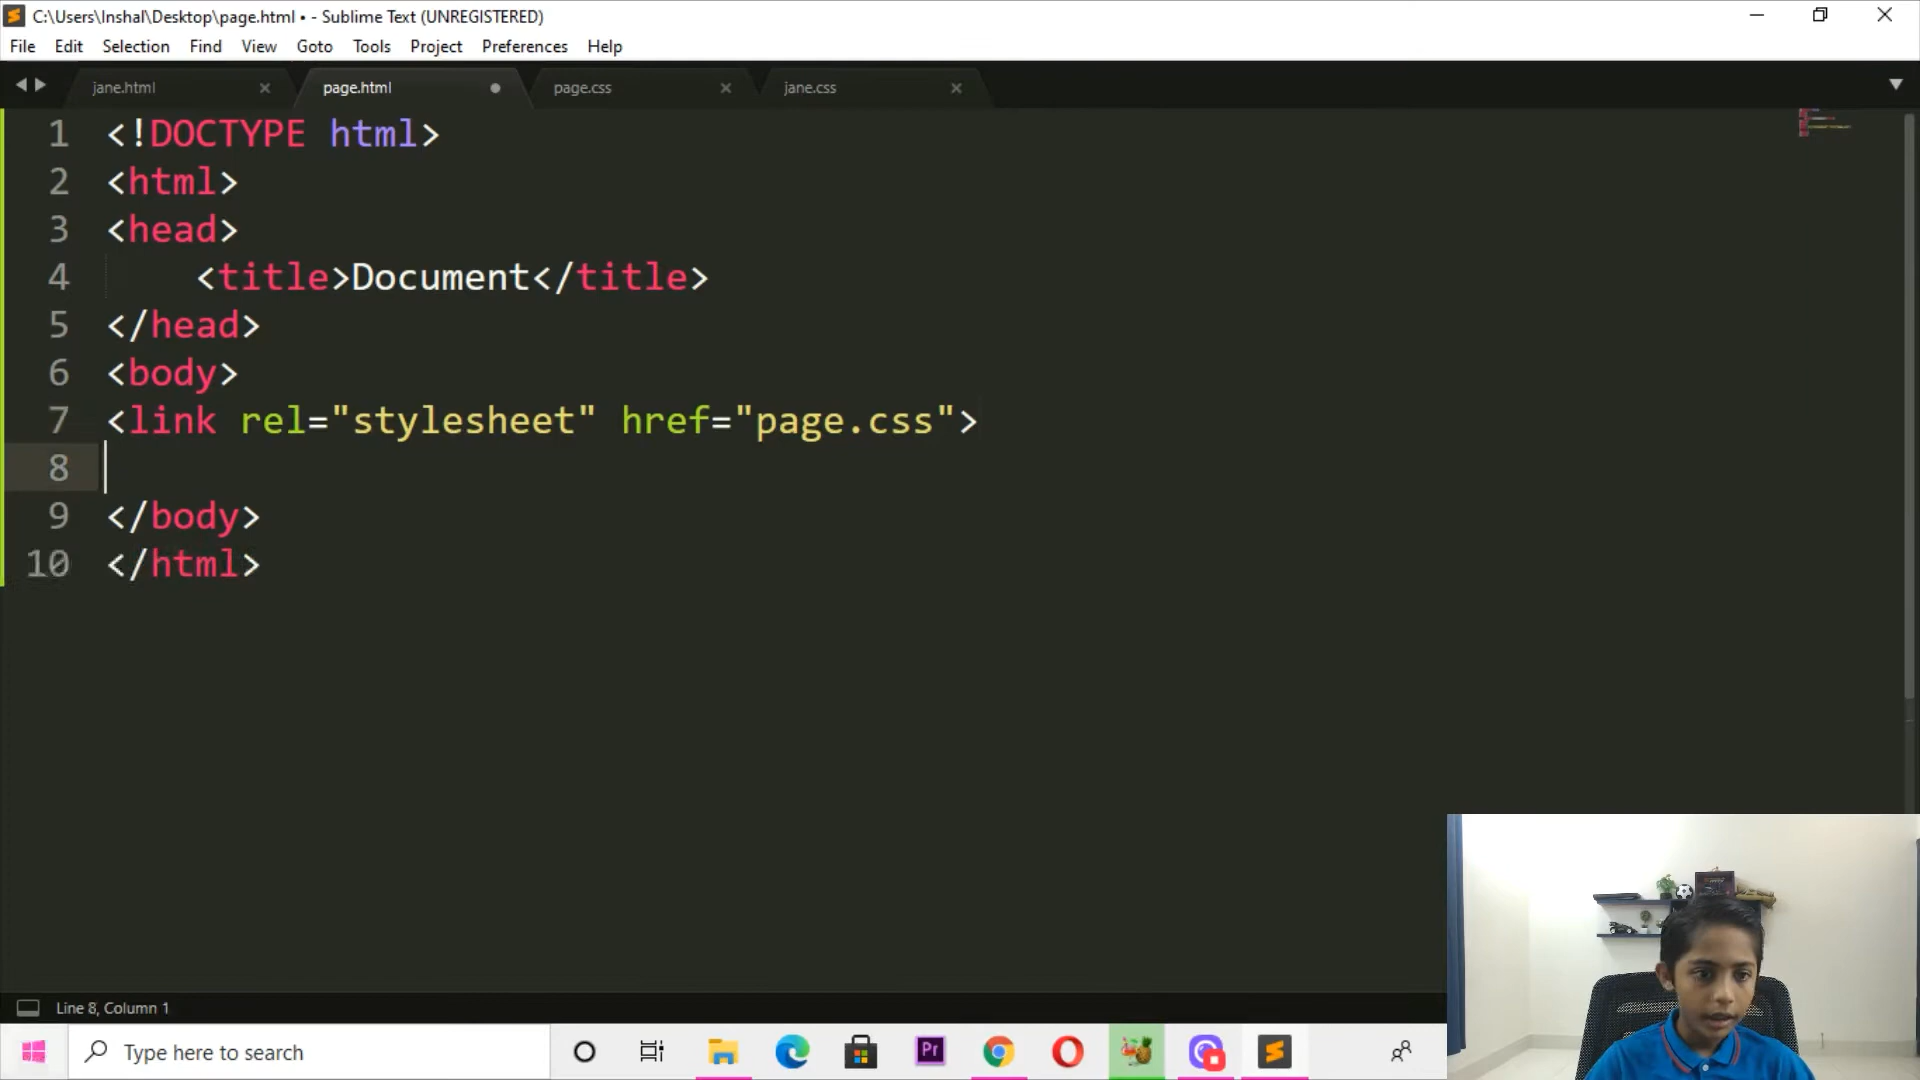 C:\Users\Inshal\Desktop\page.html • - Sublime Text (UNREGISTERED)
File Edit Selection Find View Goto Tools Project Preferences Help
jane.html page.html page.css jane.css
1 <!DOCTYPE html>
2 <html>
3 <head>
4 <title>Document</title>
5 </head>
6 <body>
7 <link rel="stylesheet" href="page.css">
8
9 </body>
10 </html>
Line 8, Column 1
Type here to search
Pr